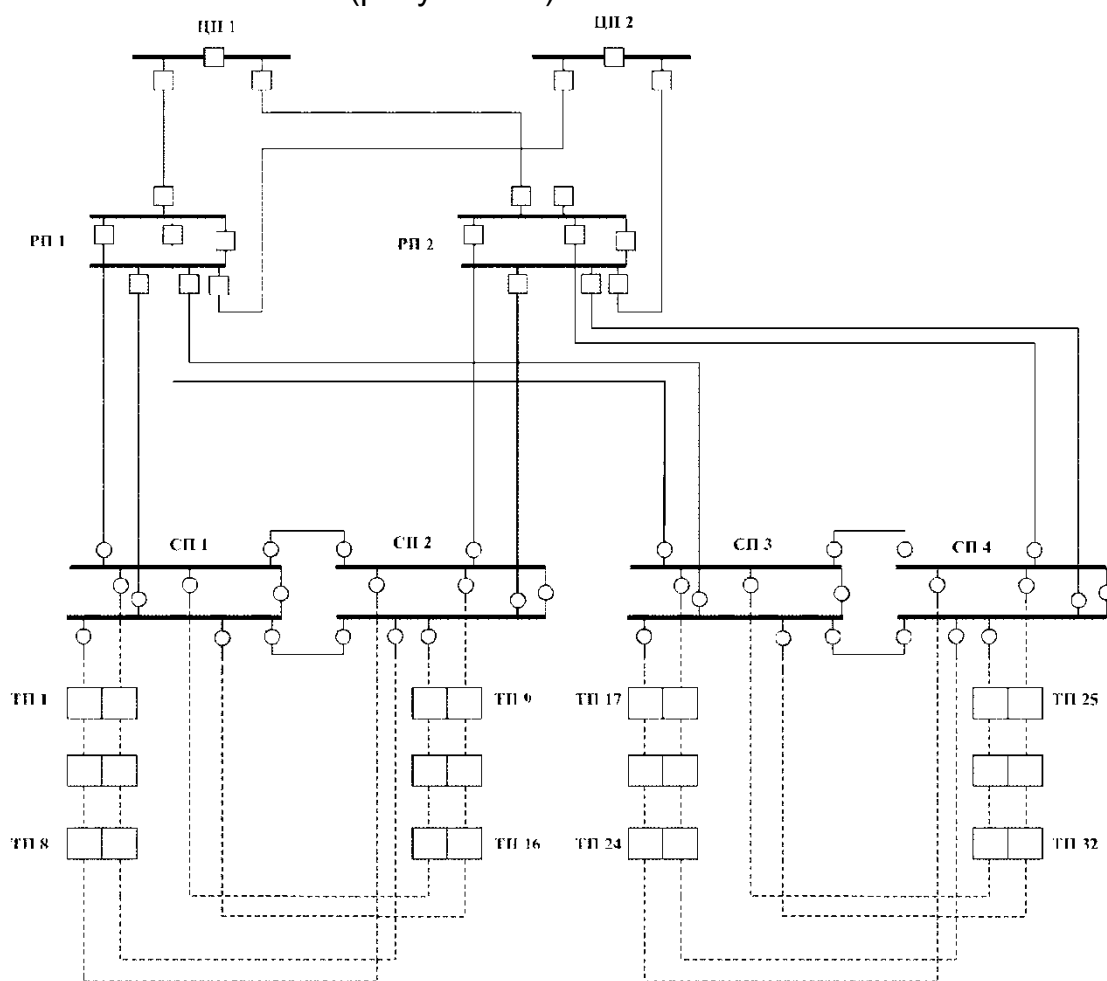 ЦП 1
ЦП 2
РП 1
РП 2
СП 1
СП 2
СП 3
СП 4
ТП 1
ТП 9
ТП 17
ТП 25
ТП 8
ТП 16
ТП 24
ТП 32